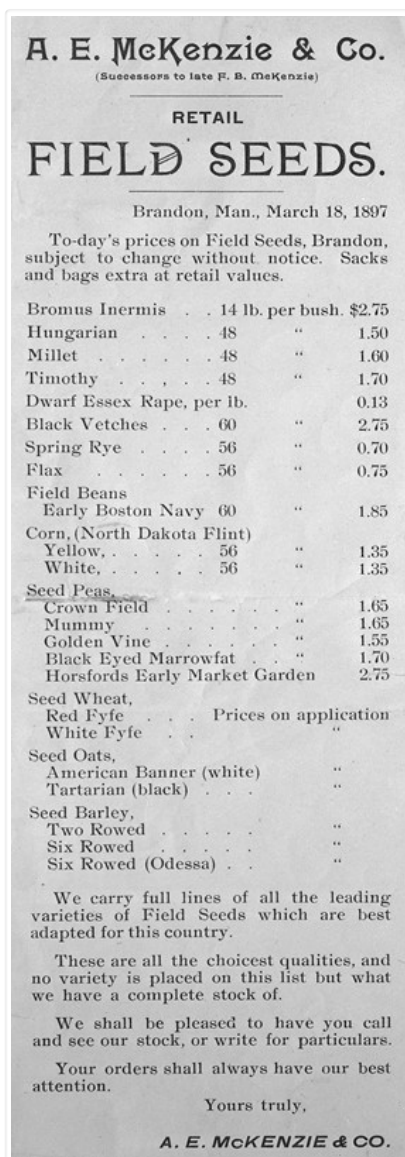 A. E. McKenzie & Co.
(Successors to late F. B. McKenzie)
RETAIL
FIELD SEEDS.
Brandon, Man., March 18, 1897
To-day's prices on Field Seeds, Brandon,
subject to change without notice. Sacks
and bags extra at retail values.
Bromus Inermis . . 14 lb. per bush. $2.75
Hungarian . . . . 48 “ 1.50
Millet . . . . . . 48 “ 1.60
Timothy . . , . . 48 “ 1.70
Dwarf Essex Rape, per lb. 0.13
Black Vetches . . . 60 “ 2.75
Spring Rye . . . . 56 “ 0.70
Flax . . . . . . 56 “ 0.75
Field Beans
Early Boston Navy 60 “ 1.85
Corn, (North Dakota Flint)
Yellow, . . . . . 56 “ 1.35
White, . . . . . 56 “ 1.35
Seed Peas,
Crown Field . . . . . . “ 1.65
Mummy . . . . . . “ 1.65
Golden Vine . . . . . . “ 1.55
Black Eyed Marrowfat . . “ 1.70
Horsfords Early Market Garden 2.75
Seed Wheat,
Red Fyfe . . . Prices on application
White Fyfe . . “
Seed Oats,
American Banner (white) “
Tartarian (black) . . . “
Seed Barley,
Two Rowed . . . . . “
Six Rowed . . . . . “
Six Rowed (Odessa) . . “
We carry full lines of all the leading
varieties of Field Seeds which are best
adapted for this country.
These are all the choicest qualities, and
no variety is placed on this list but what
we have a complete stock of.
We shall be pleased to have you call
and see our stock, or write for particulars.
Your orders shall always have our best
attention.
Yours truly,
A. E. McKENZIE & CO.